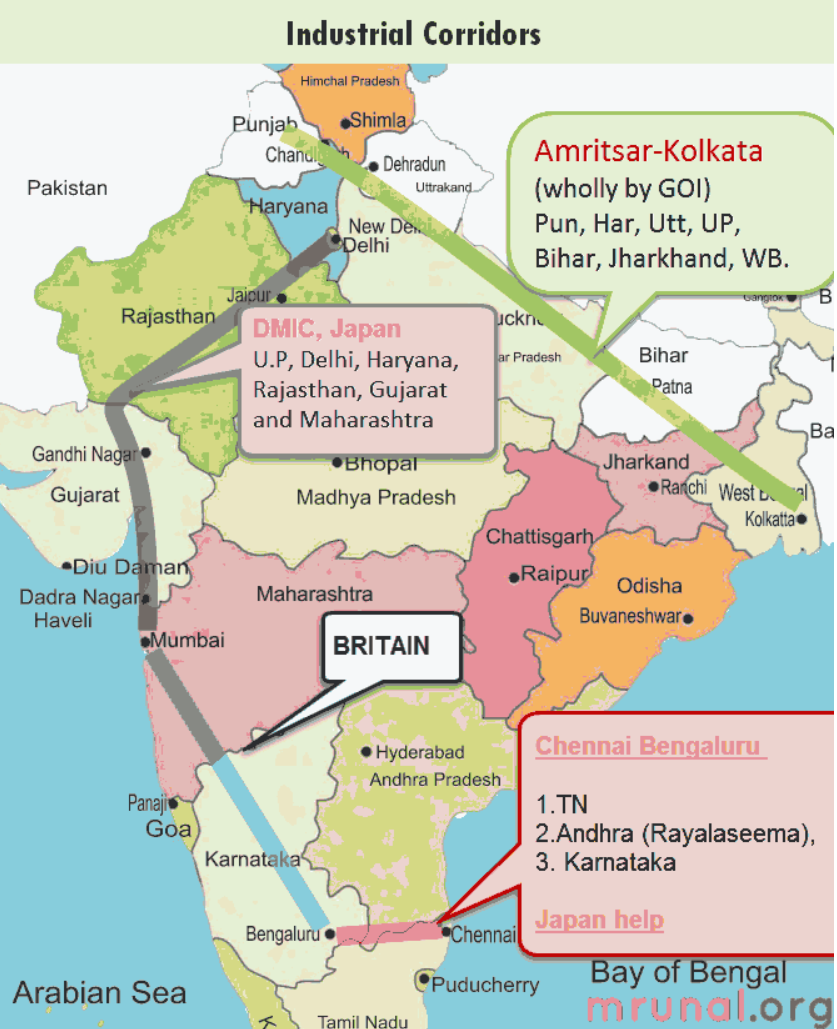 Industrial Corridors
Himchal Pradesh
Punjab
Shimla
Amritsar-Kolkata
(wholly by GOI)
Pun, Har, Utt, UP,
Bihar, Jharkhand, WB.
Dehradun
Uttrakand
Pakistan
Haryana
New
Delhi
Jaipur
Rajasthan
Gangtok
DMIC, Japan
U.P, Delhi, Haryana,
Rajasthan, Gujarat
and Maharashtra
Pradesh
Bihar
Patna
Gandhi Nagar
Gujarat
Bhopal
Madhya Pradesh
Jharkand
Ranchi
West
Kolkatta
Chattisgarh
Raipur
Diu Daman
Dadra Nagar
Haveli
Maharashtra
Odisha
Buvaneshwar
Mumbai
BRITAIN
Hyderabad
Andhra Pradesh
Chennai Bengaluru
1.TN
2.Andhra (Rayalaseema),
3. Karnataka
Japan help
Panaji
Goa
Karnataka
Bengaluru
Chennai
Puducherry
Bay of Bengal
Arabian Sea
mrunal.org
K
Tamil Nadu